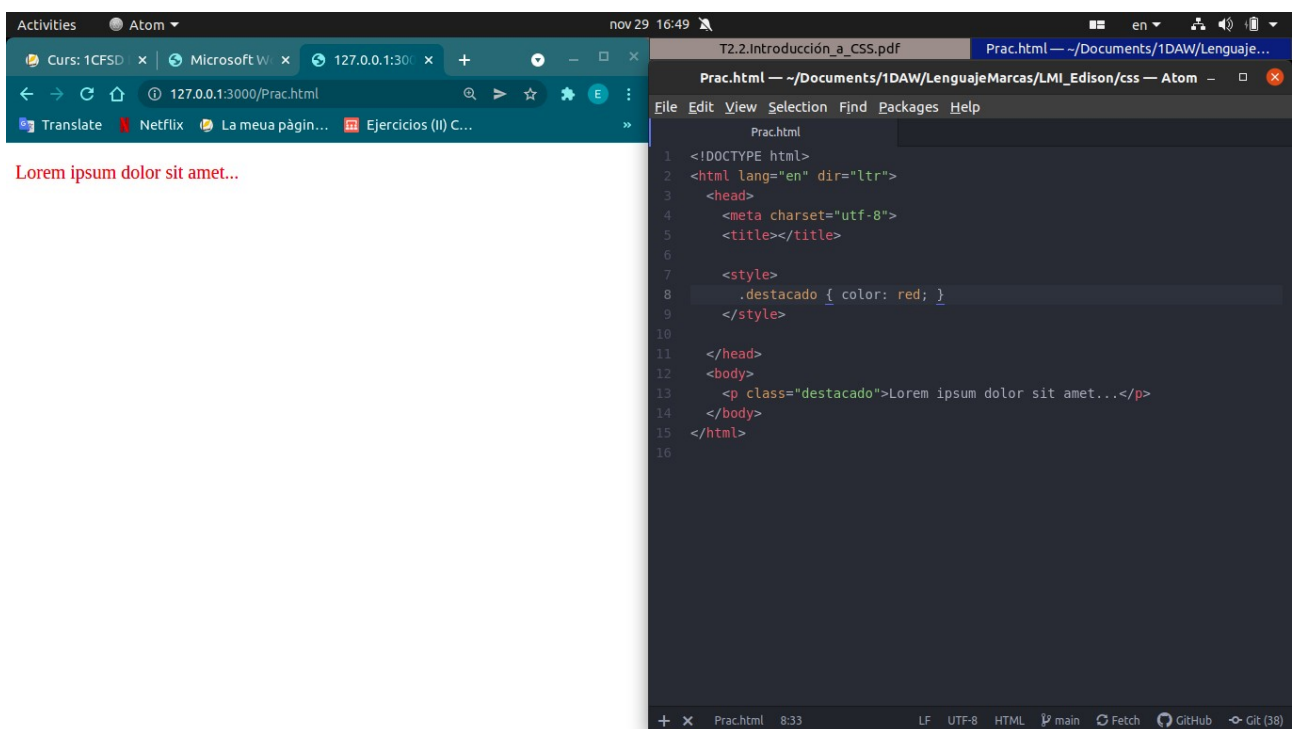 Activities Atom nov 29 16:49 en
Curs: 1CFSD Microsoft W 127.0.0.1:300
127.0.0.1:3000/Prac.html E
Translate Netflix La meua pàgin... Ejercicios (II) C... »
Lorem ipsum dolor sit amet...
T2.2.Introducción_a_CSS.pdf Prac.html — ~/Documents/1DAW/Lenguaje...
Prac.html — ~/Documents/1DAW/LenguajeMarcas/LMI_Edison/css — Atom
File Edit View Selection Find Packages Help
Prac.html
1 <!DOCTYPE html>
2 <html lang="en" dir="ltr">
3 <head>
4 <meta charset="utf-8">
5 <title></title>
6
7 <style>
8 .destacado { color: red; }
9 </style>
10
11 </head>
12 <body>
13 <p class="destacado">Lorem ipsum dolor sit amet...</p>
14 </body>
15 </html>
16
Prac.html 8:33 LF UTF-8 HTML main Fetch GitHub Git (38)